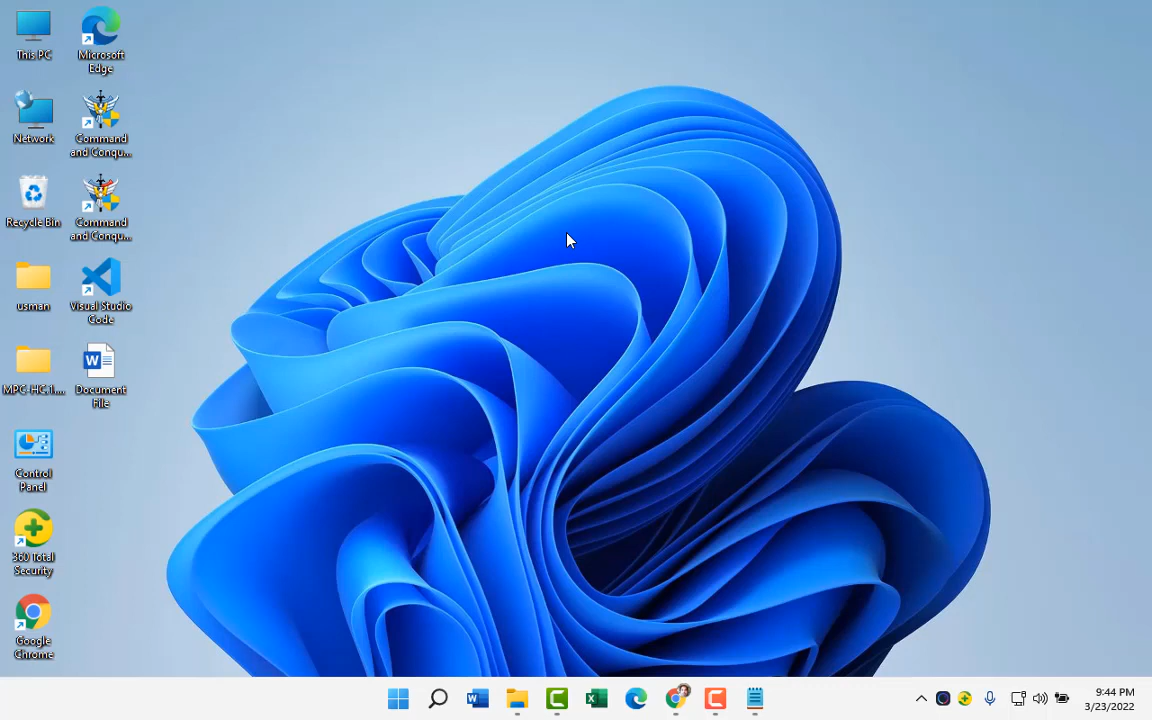 This PC
Microsoft
Edge
Network
Command
and Conqu...
Recycle Bin
Command
and Conqu...
usman
Visual Studio
Code
MPC-HC.1....
Document
File
Control
Panel
360 Total
Security
Google
Chrome
9:44 PM
3/23/2022